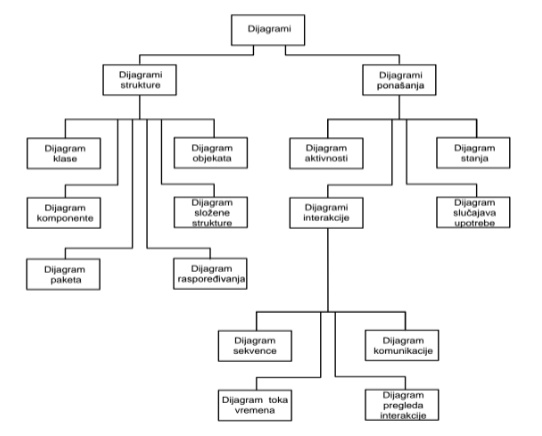 Dijagrami
Dijagrami
strukture
Dijagrami
ponašanja
Dijagram
klase
Dijagram
objekata
Dijagram
aktivnosti
Dijagram
stanja
Dijagram
komponente
Dijagram
složene
strukture
Dijagrami
interakcije
Dijagram
slučajava
upotrebe
Dijagram
paketa
Dijagram
raspoređivanja
Dijagram
sekvence
Dijagram
komunikacije
Dijagram toka
vremena
Dijagram
pregleda
interakcije